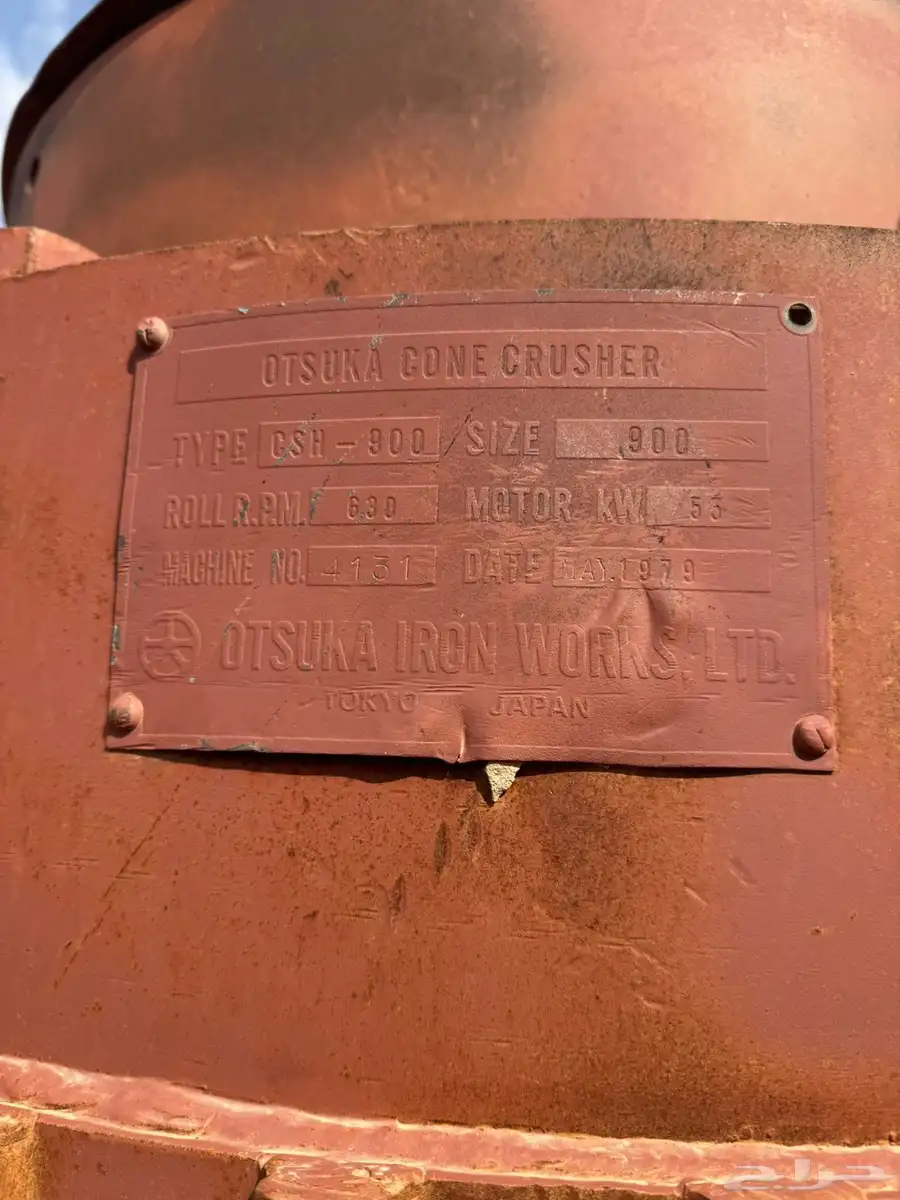 OTSUKA CONE CRUSHER
TYPE CSH-900 SIZE 900
ROLL R.P.M. 630 MOTOR KW 55
MACHINE NO. 4131 DATE MAY.1979
OTSUKA IRON WORKS, LTD.
TOKYO JAPAN
حراج